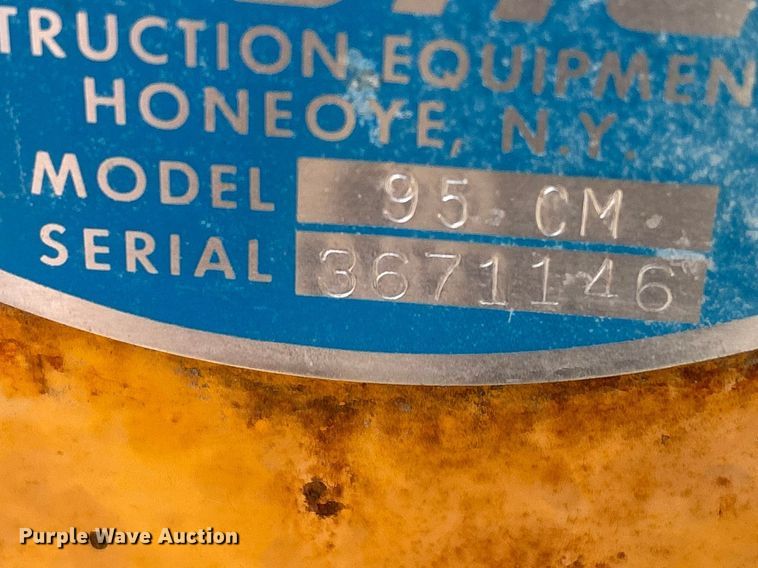 TRUCTION EQUIPMEN
HONEOYE, N.Y.
MODEL 95 CM
SERIAL 3671146
Purple Wave Auction